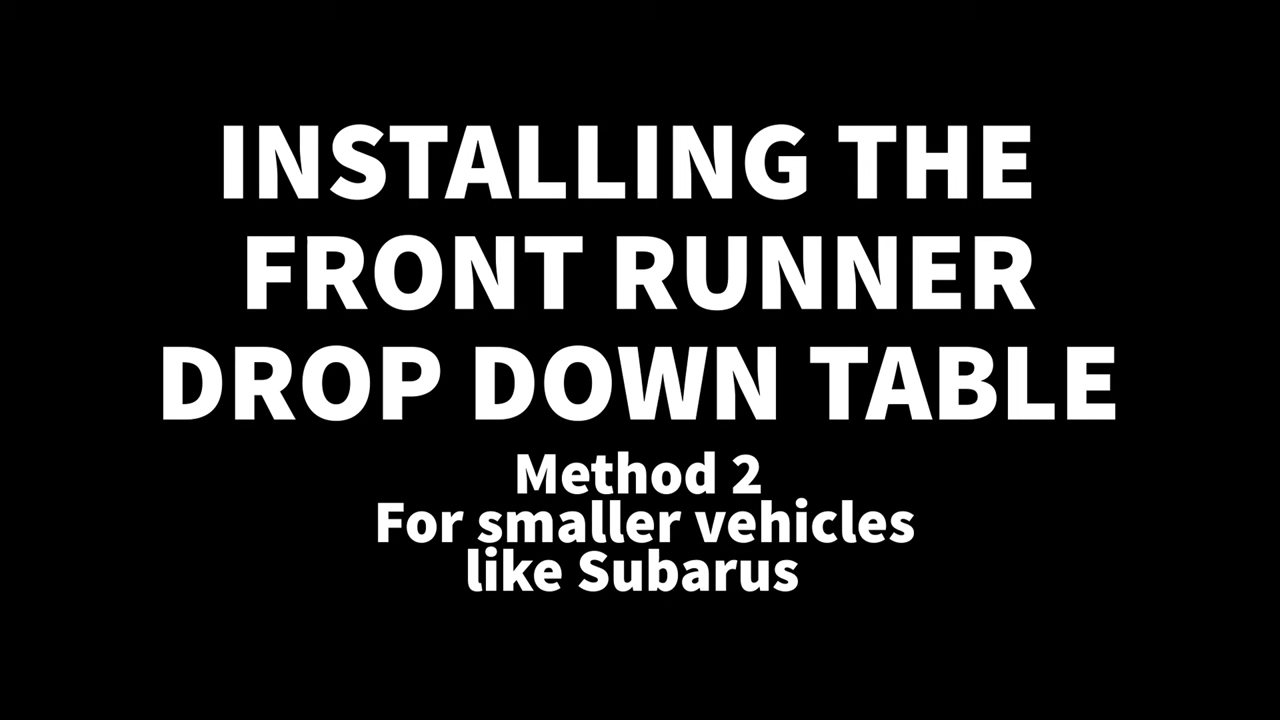 INSTALLING THE
FRONT RUNNER
DROP DOWN TABLE
Method 2
For smaller vehicles
like Subarus